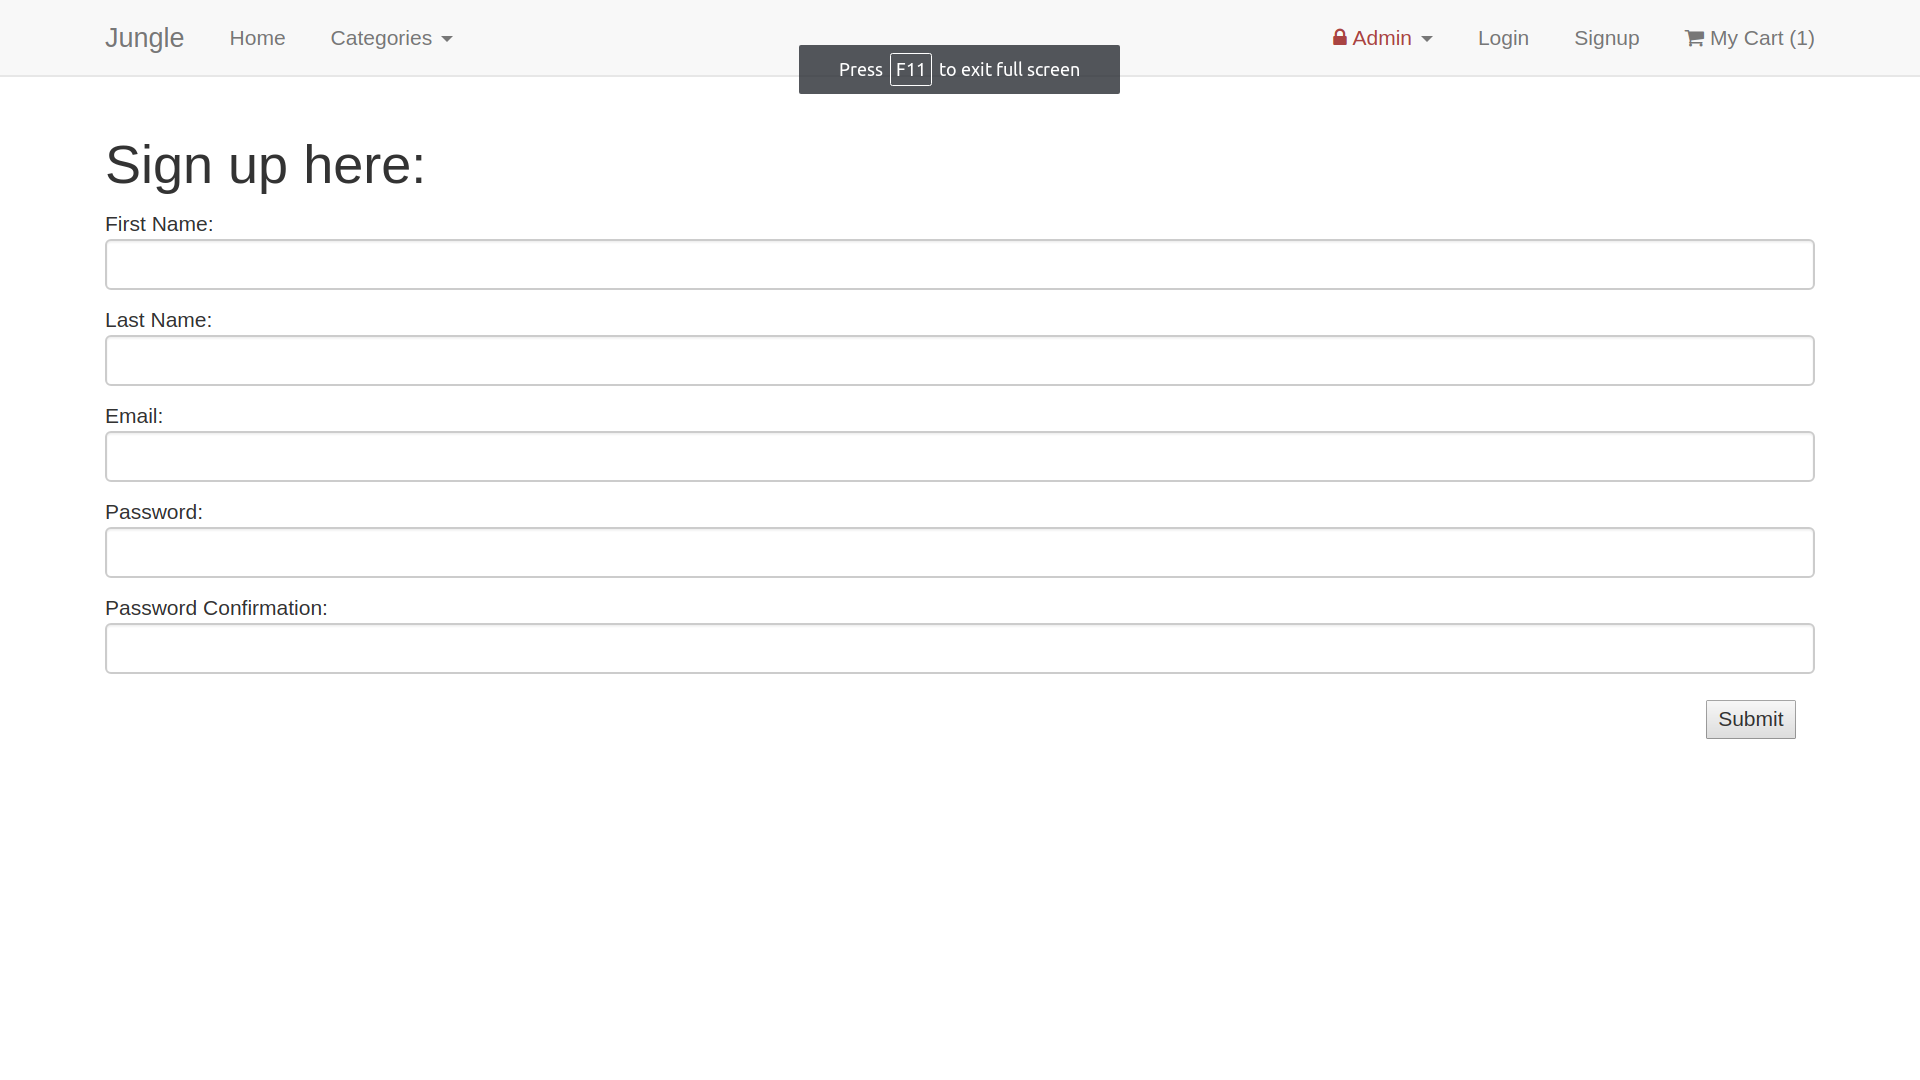 Jungle Home Categories Admin Login Signup My Cart (1)
Press F11 to exit full screen
Sign up here:
First Name:
Last Name:
Email:
Password:
Password Confirmation:
Submit